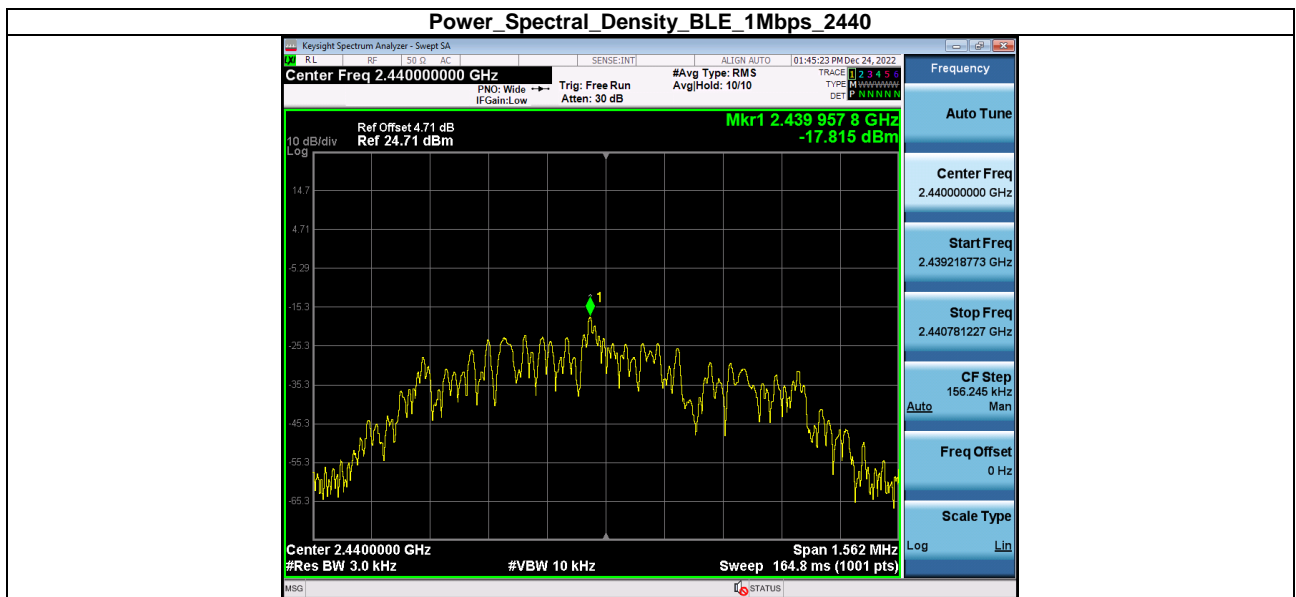 Power_Spectral_Density_BLE_1Mbps_2440
Keysight Spectrum Analyzer - Swept SA
RL RF 50 Ω AC SENSE:INT ALIGN AUTO 01:45:23 PM Dec 24, 2022
Center Freq 2.440000000 GHz
PNO: Wide
IFGain:Low
Trig: Free Run
Atten: 30 dB
#Avg Type: RMS
Avg|Hold: 10/10
TRACE 1 2 3 4 5 6
TYPE M WWWWW
DET P N N N N N
Frequency
Mkr1 2.439 957 8 GHz
-17.815 dBm
Ref Offset 4.71 dB
10 dB/div Ref 24.71 dBm
Log
14.7
4.71
-5.29
-15.3
-25.3
-35.3
-45.3
-55.3
-65.3
1
Center 2.4400000 GHz Span 1.562 MHz
#Res BW 3.0 kHz #VBW 10 kHz Sweep 164.8 ms (1001 pts)
Auto Tune
Center Freq
2.440000000 GHz
Start Freq
2.439218773 GHz
Stop Freq
2.440781227 GHz
CF Step
156.245 kHz
Auto Man
Freq Offset
0 Hz
Scale Type
Log Lin
MSG STATUS